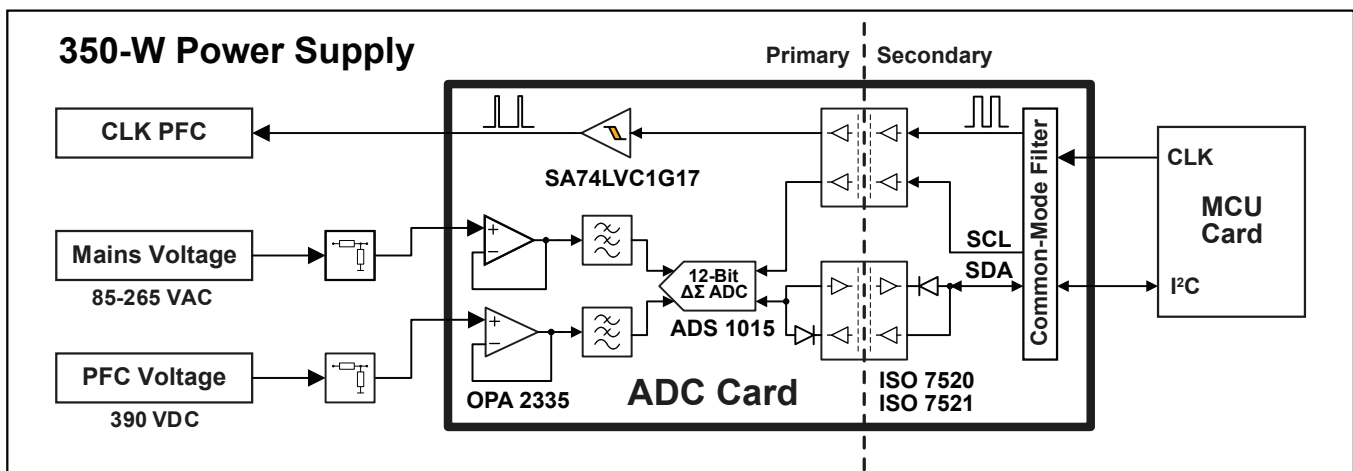 350-W Power Supply
Primary
Secondary
CLK PFC
SA74LVC1G17
Common-Mode Filter
CLK
MCU
Card
I²C
Mains Voltage
85-265 VAC
SCL
SDA
12-Bit
ΔΣ ADC
ADS 1015
PFC Voltage
390 VDC
OPA 2335
ADC Card
ISO 7520
ISO 7521